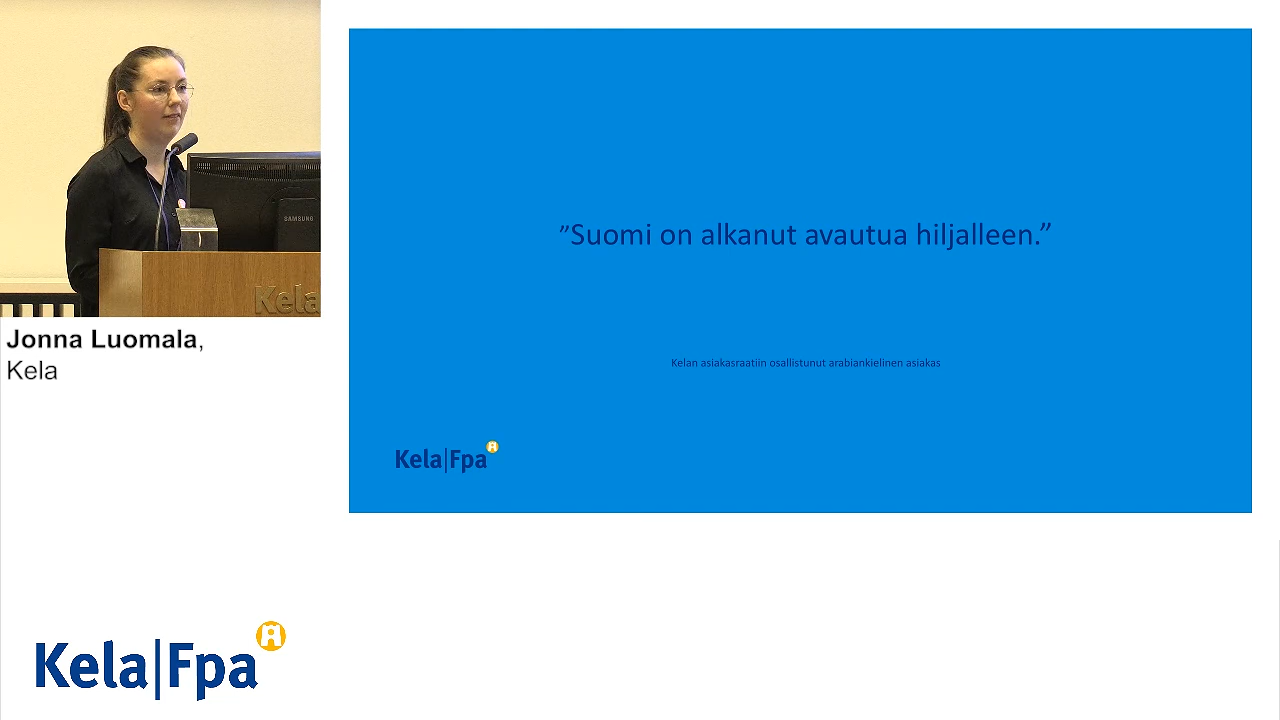 SAMSUNG
Kela
Jonna Luomala,
Kela
”Suomi on alkanut avautua hiljalleen.”
Kelan asiakasraatiin osallistunut arabiankielinen asiakas
Kela|Fpa
Kela|Fpa